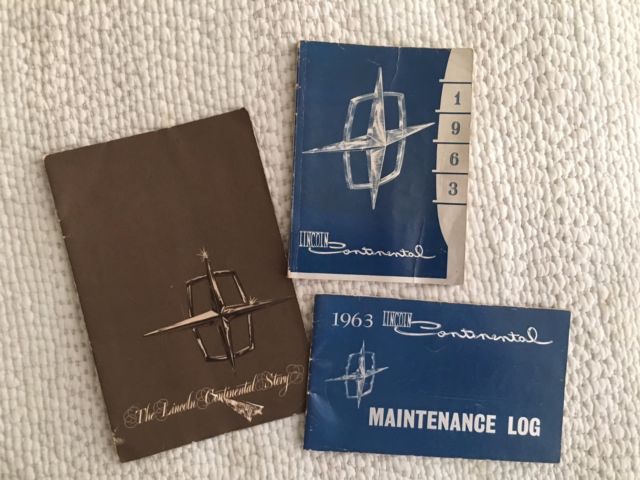 1
9
6
3
LINCOLN
Continental
1963 LINCOLN Continental
MAINTENANCE LOG
The Lincoln Continental Story